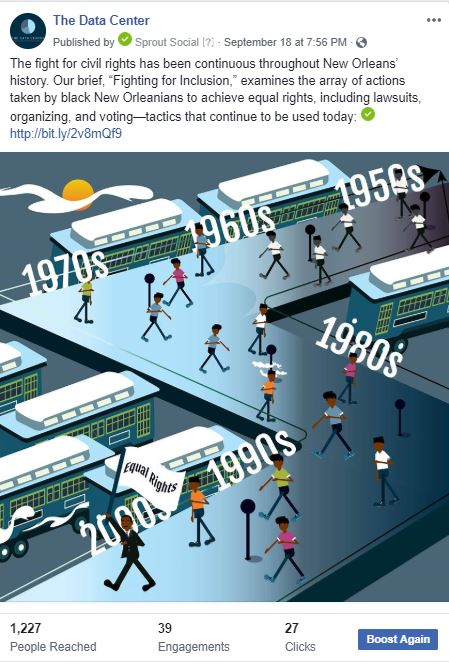 The Data Center
Published by Sprout Social [?] · September 18 at 7:56 PM ·
The fight for civil rights has been continuous throughout New Orleans'
history. Our brief, "Fighting for Inclusion," examines the array of actions
taken by black New Orleanians to achieve equal rights, including lawsuits,
organizing, and voting—tactics that continue to be used today:
http://bit.ly/2v8mQf9
1950s
1960s
1970s
1980s
1990s
Equal Rights
2000s
1,227
39
27
People Reached
Engagements
Clicks
Boost Again